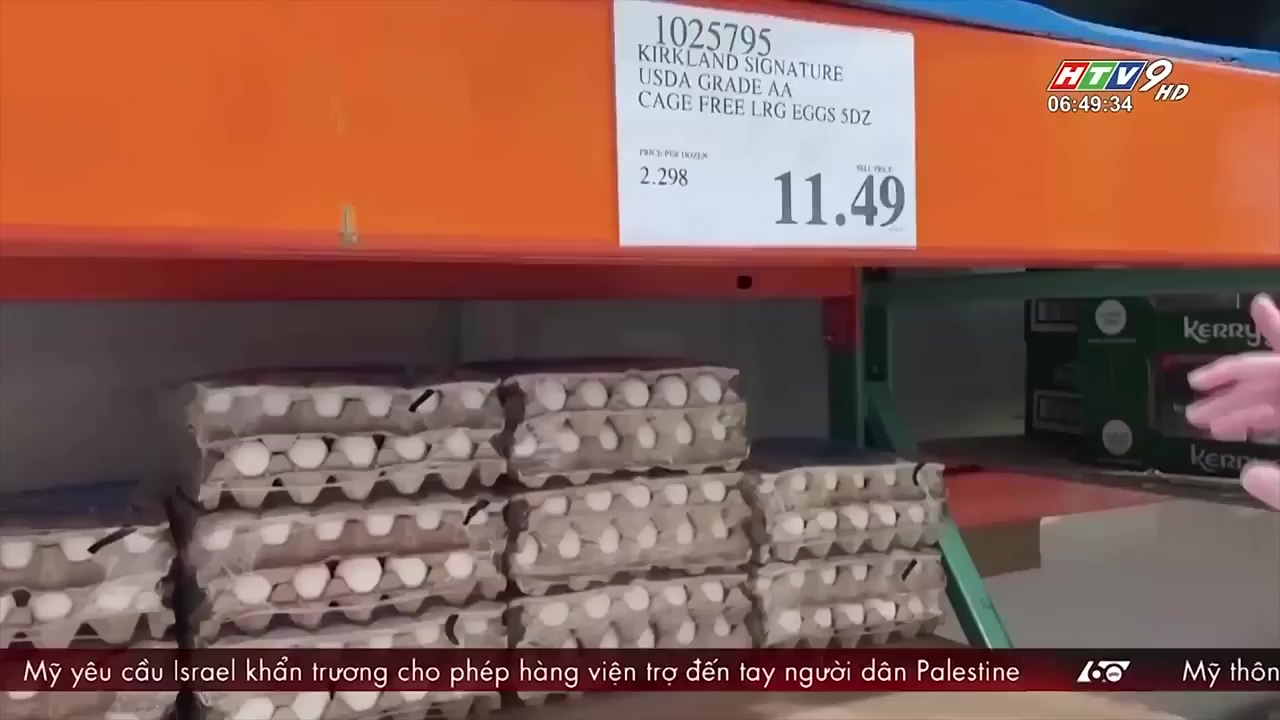 1025795
KIRKLAND SIGNATURE
USDA GRADE AA
CAGE FREE LRG EGGS 5DZ
PRICE PER DOZEN
2.298
SELL PRICE
11.49
HTV9 HD
06:49:34
KERRY
KERRY
Mỹ yêu cầu Israel khẩn trương cho phép hàng viện trợ đến tay người dân Palestine
60
Mỹ thôn